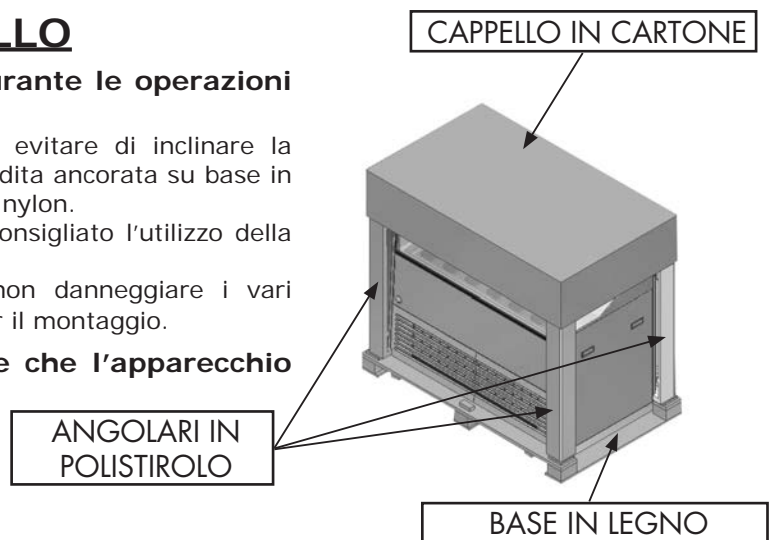 LLO
urante le operazioni
evitare di inclinare la
dita ancorata su base in
nylon.
onsigliato l'utilizzo della
non danneggiare i vari
r il montaggio.
e che l'apparecchio
CAPPELLO IN CARTONE
ANGOLARI IN
POLISTIROLO
BASE IN LEGNO